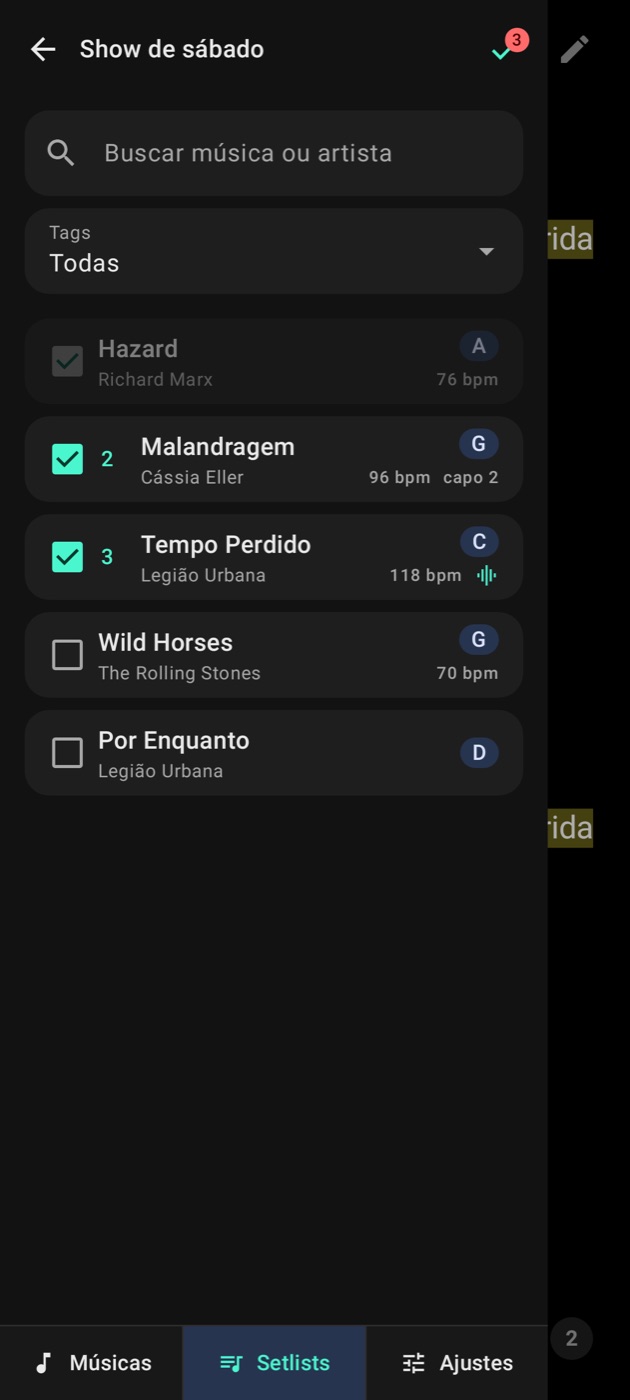 Show de sábado
3
Buscar música ou artista
Tags
Todas
rida
Hazard
A
Richard Marx
76 bpm
2
Malandragem
G
Cássia Eller
96 bpm capo 2
3
Tempo Perdido
C
Legião Urbana
118 bpm
Wild Horses
G
The Rolling Stones
70 bpm
Por Enquanto
D
Legião Urbana
rida
2
Músicas
Setlists
Ajustes